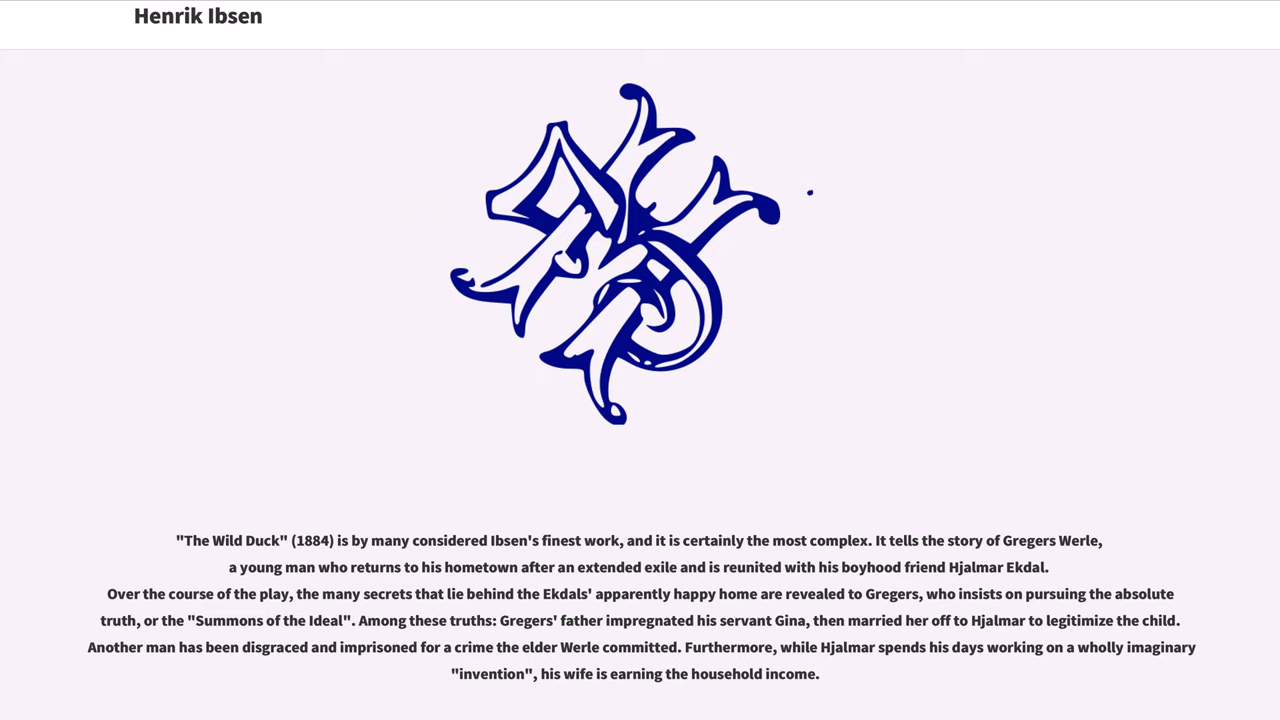 Henrik Ibsen
"The Wild Duck" (1884) is by many considered Ibsen's finest work, and it is certainly the most complex. It tells the story of Gregers Werle,
a young man who returns to his hometown after an extended exile and is reunited with his boyhood friend Hjalmar Ekdal.
Over the course of the play, the many secrets that lie behind the Ekdals' apparently happy home are revealed to Gregers, who insists on pursuing the absolute
truth, or the "Summons of the Ideal". Among these truths: Gregers' father impregnated his servant Gina, then married her off to Hjalmar to legitimize the child.
Another man has been disgraced and imprisoned for a crime the elder Werle committed. Furthermore, while Hjalmar spends his days working on a wholly imaginary
"invention", his wife is earning the household income.